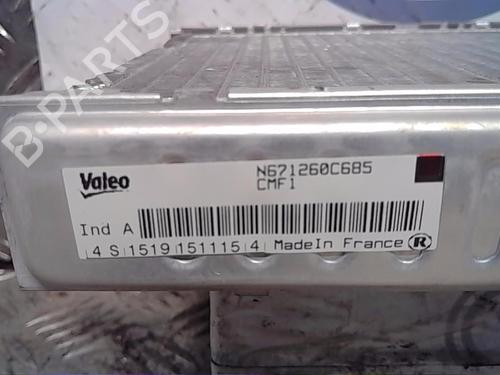 B-PARTS
Valeo
N671260C685
CMF1
Ind A
4 S 1519 151115 4 MadeIn France R